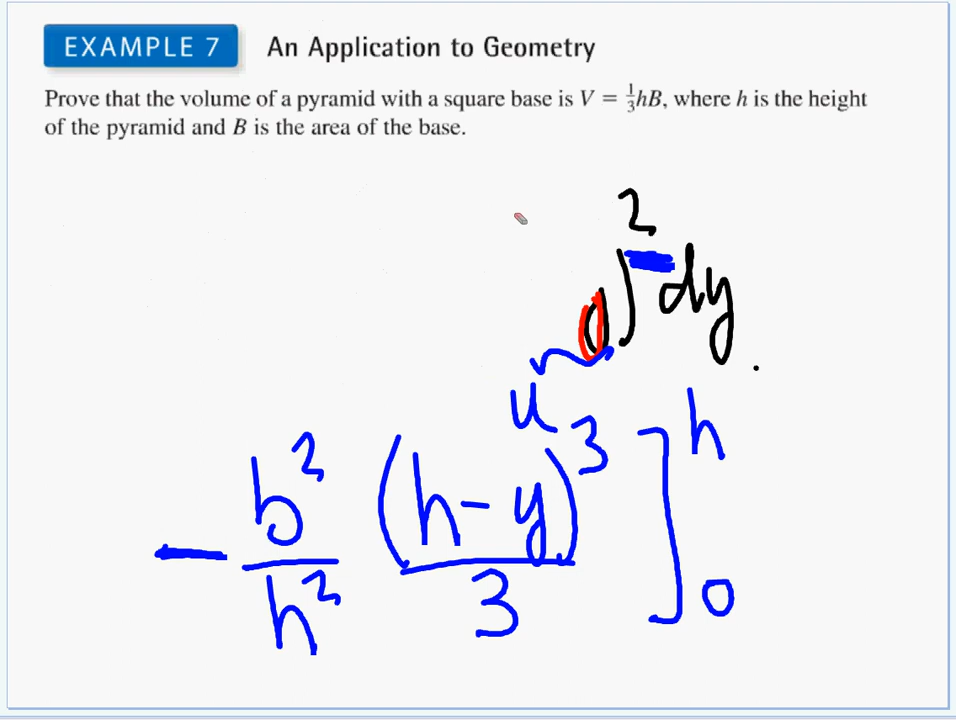 EXAMPLE 7 An Application to Geometry
Prove that the volume of a pyramid with a square base is V = ⅓hB, where h is the height
of the pyramid and B is the area of the base.
)² dy.
u
- b²/h² (h-y)³/3 ]₀ʰ